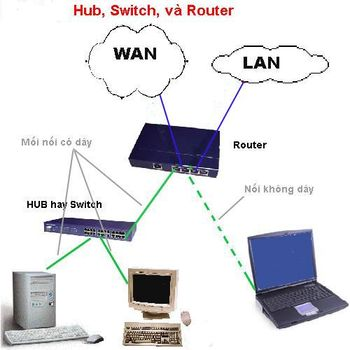 Hub, Switch, và Router
WAN
LAN
Mối nối có dây
Router
Nối không dây
HUB hay Switch